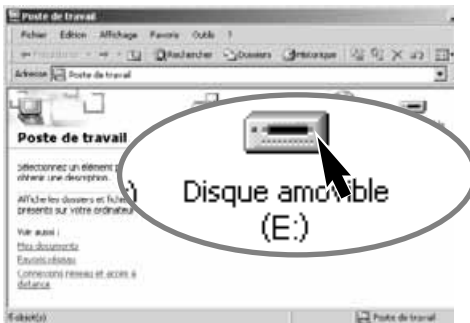 Poste de travail
Fichier Edition Affichage Favoris Outils ?
Rechercher Dossiers Historique
Adresse Poste de travail
Poste de travail
Sélectionnez un élément
obtenir une description.
Affiche les dossiers et fichiers
présents sur votre ordinateur
Voir aussi :
Mes documents
Favoris réseau
Connexions réseau et accès à
distance
Disque amovible
(E:)
objet(s)
Poste de travail